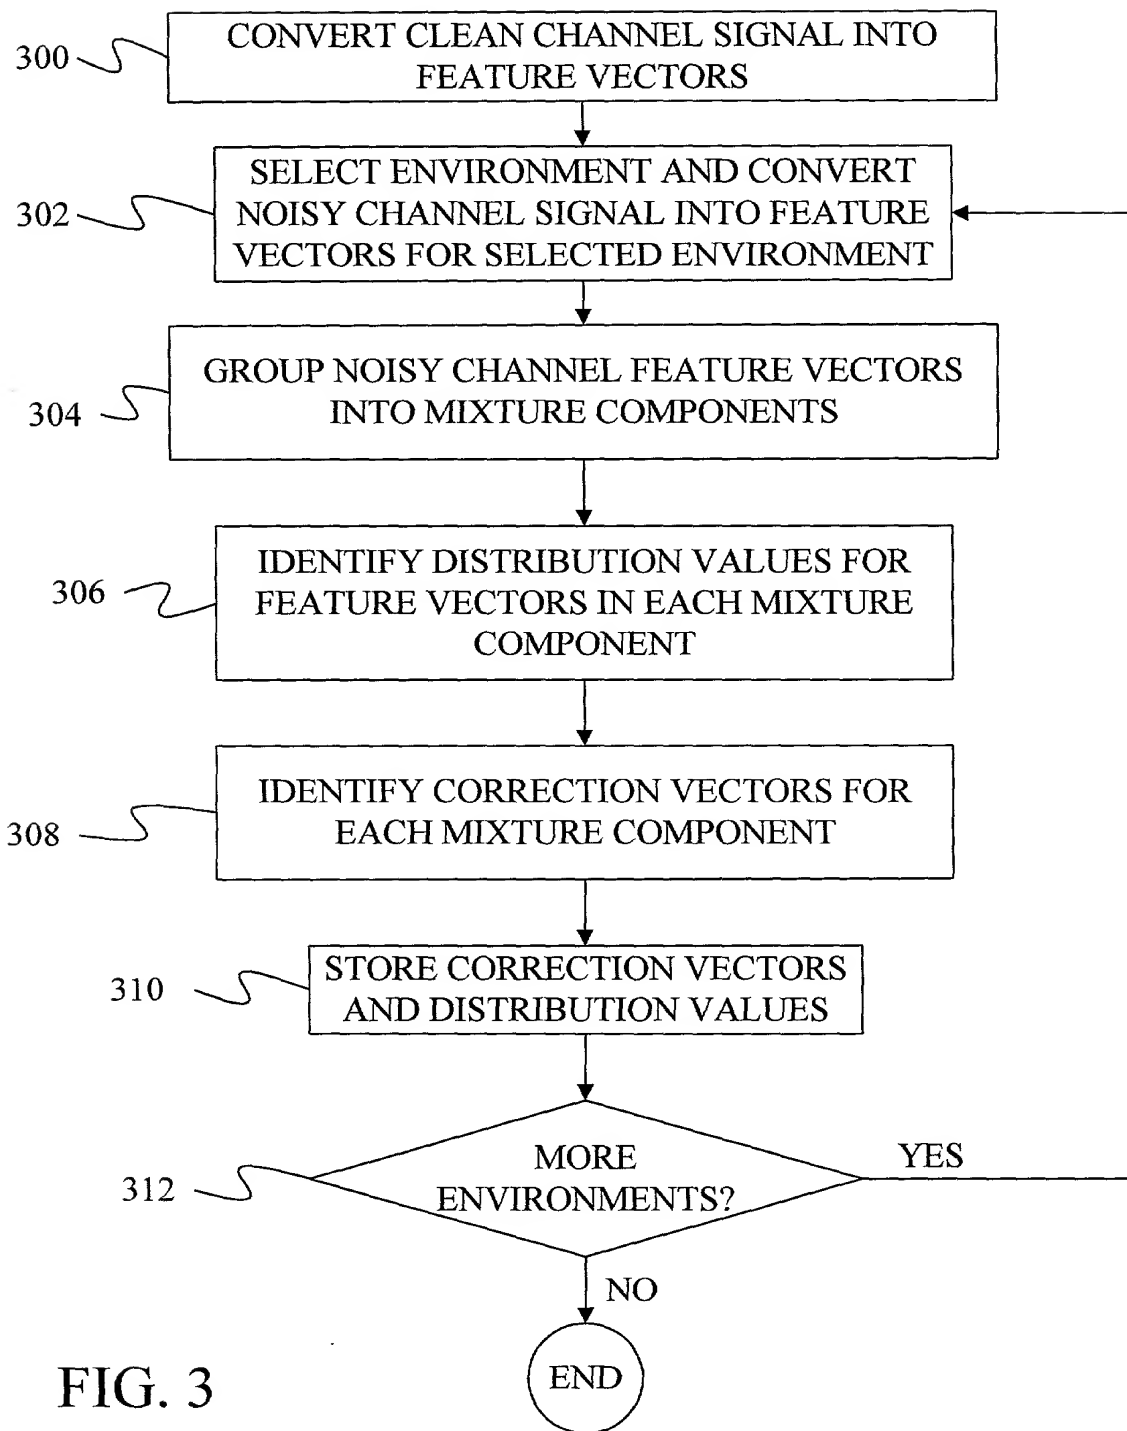 300
CONVERT CLEAN CHANNEL SIGNAL INTO
FEATURE VECTORS
302
SELECT ENVIRONMENT AND CONVERT
NOISY CHANNEL SIGNAL INTO FEATURE
VECTORS FOR SELECTED ENVIRONMENT
304
GROUP NOISY CHANNEL FEATURE VECTORS
INTO MIXTURE COMPONENTS
306
IDENTIFY DISTRIBUTION VALUES FOR
FEATURE VECTORS IN EACH MIXTURE
COMPONENT
308
IDENTIFY CORRECTION VECTORS FOR
EACH MIXTURE COMPONENT
310
STORE CORRECTION VECTORS
AND DISTRIBUTION VALUES
312
MORE
ENVIRONMENTS?
YES
NO
END
FIG. 3